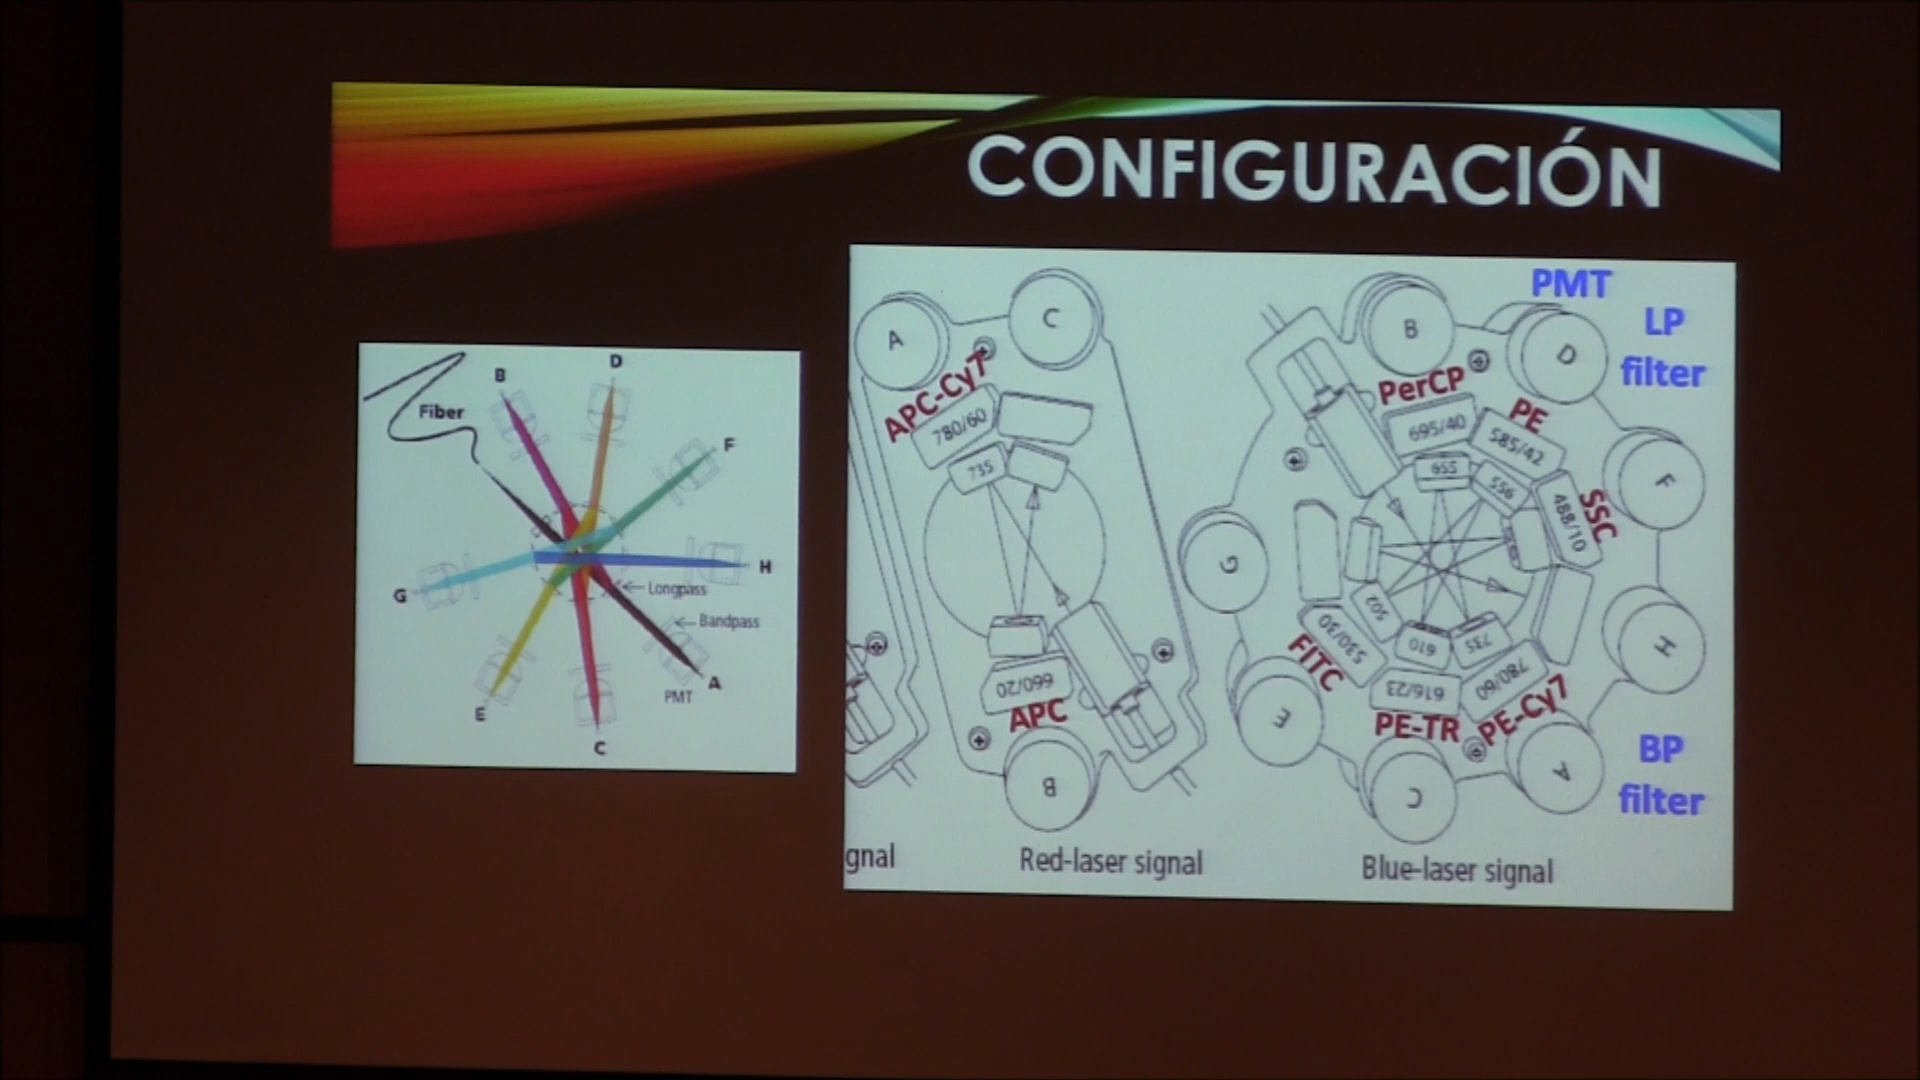 CONFIGURACIÓN
Fiber
B
D
F
H
G
Longpass
Bandpass
A
PMT
E
C
A
C
APC-Cy7
780/60
735
660/20
APC
B
Red-laser signal
gnal
PMT
LP
filter
B
D
PerCP
PE
695/40
585/42
655
556
SSC
488/10
F
G
H
502
530/30
FITC
610
735
616/23
780/60
PE-TR
PE-Cy7
E
C
A
BP
filter
Blue-laser signal